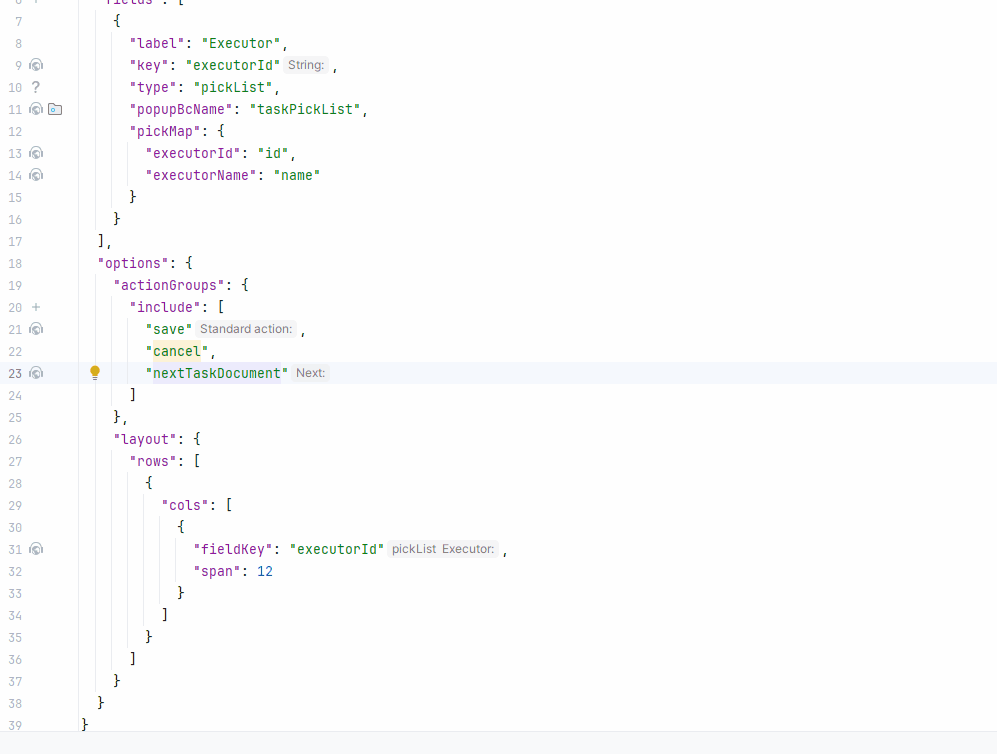 6 "fields": [
7 {
8 "label": "Executor",
9 "key": "executorId" String: ,
10 ? "type": "pickList",
11 "popupBcName": "taskPickList",
12 "pickMap": {
13 "executorId": "id",
14 "executorName": "name"
15 }
16 }
17 ],
18 "options": {
19 "actionGroups": {
20 + "include": [
21 "save" Standard action: ,
22 "cancel",
23 "nextTaskDocument" Next:
24 ]
25 },
26 "layout": {
27 "rows": [
28 {
29 "cols": [
30 {
31 "fieldKey": "executorId" pickList Executor: ,
32 "span": 12
33 }
34 ]
35 }
36 ]
37 }
38 }
39 }